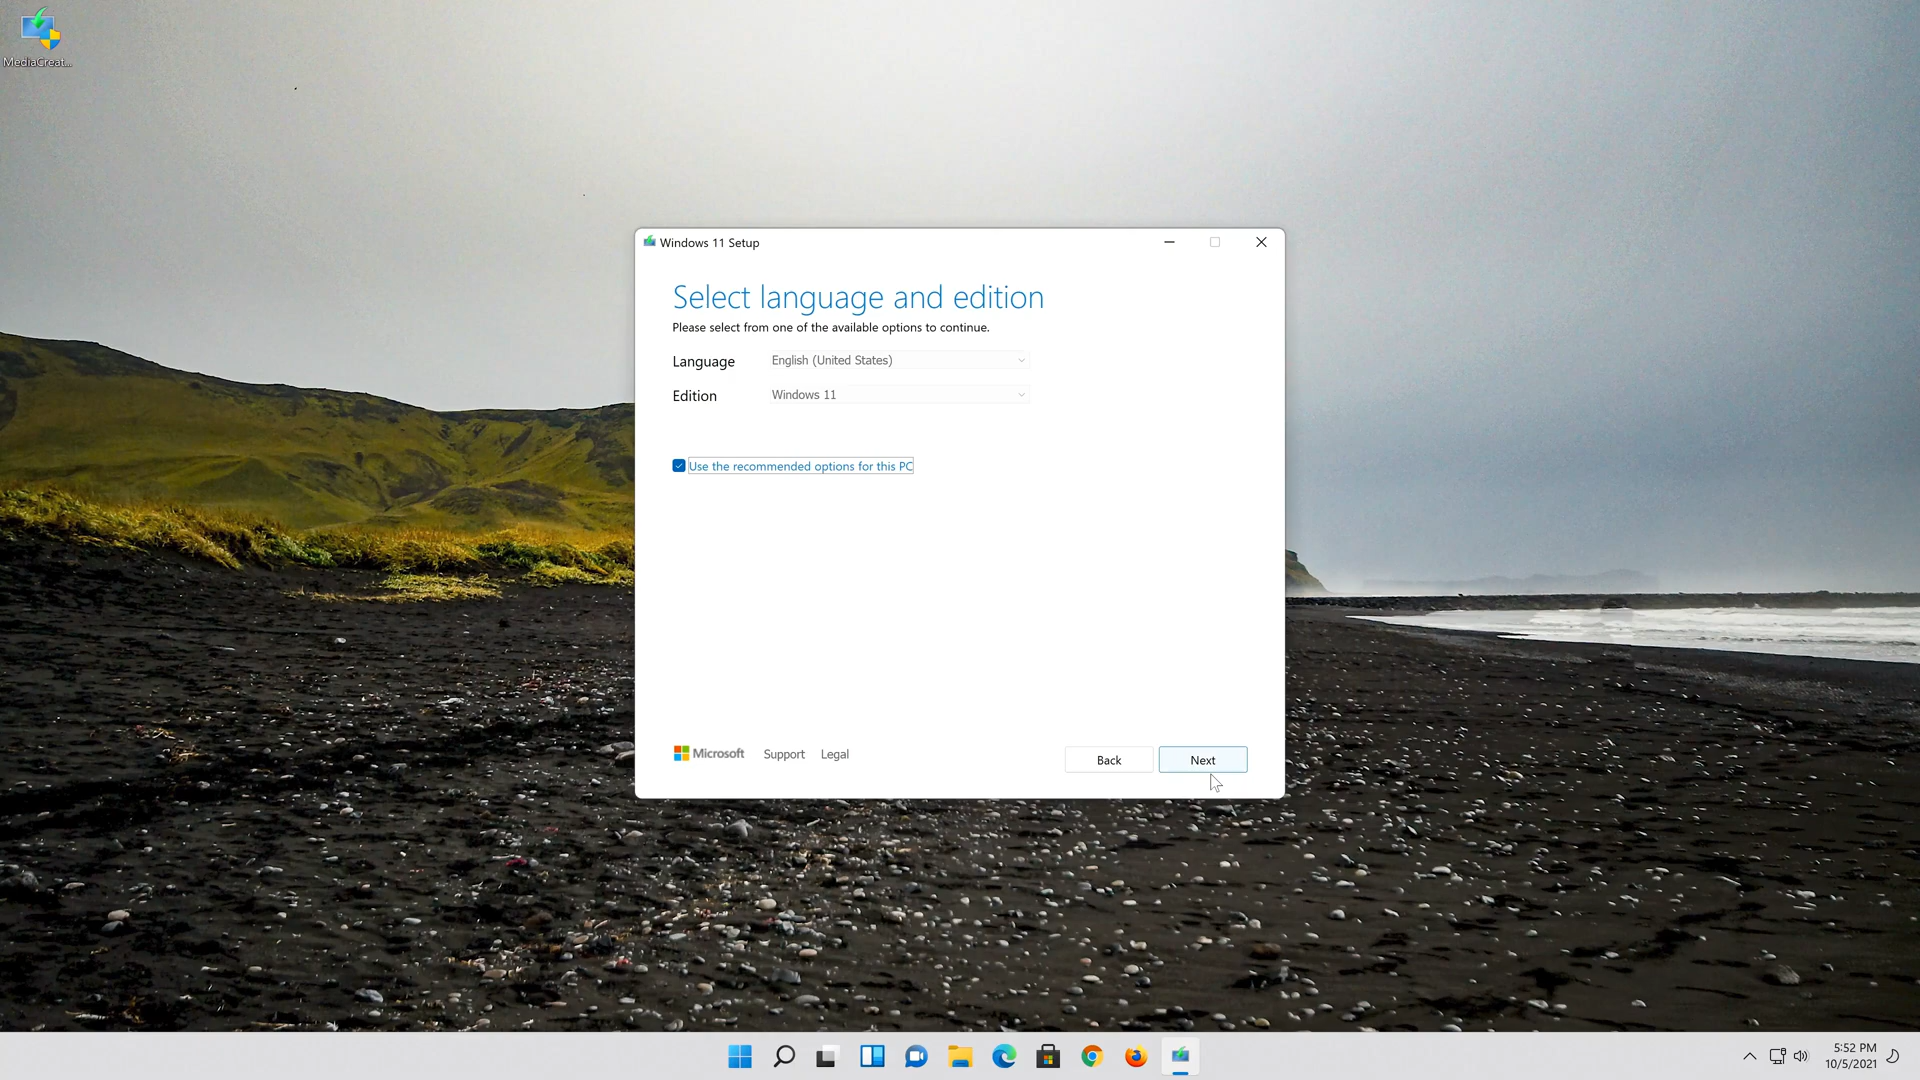 MediaCreat...
Windows 11 Setup
Select language and edition
Please select from one of the available options to continue.
Language English (United States)
Edition Windows 11
Use the recommended options for this PC
Microsoft Support Legal
Back Next
5:52 PM
10/5/2021